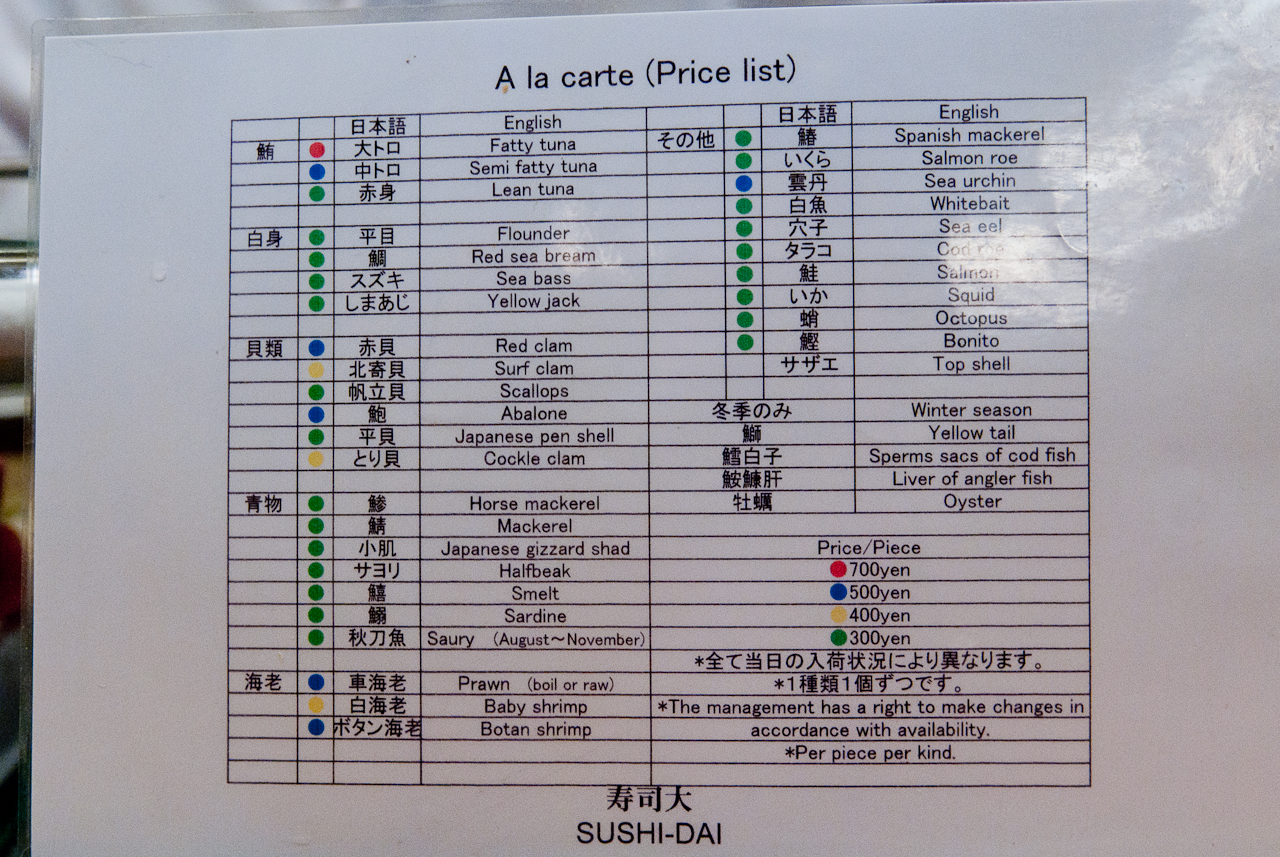 A la carte (Price list)
日本語 English
鮪 大トロ Fatty tuna
中トロ Semi fatty tuna
赤身 Lean tuna
白身 平目 Flounder
鯛 Red sea bream
スズキ Sea bass
しまあじ Yellow jack
貝類 赤貝 Red clam
北寄貝 Surf clam
帆立貝 Scallops
鮑 Abalone
平貝 Japanese pen shell
とり貝 Cockle clam
青物 鯵 Horse mackerel
鯖 Mackerel
小肌 Japanese gizzard shad
サヨリ Halfbeak
鱚 Smelt
鰯 Sardine
秋刀魚 Saury (August～November)
海老 車海老 Prawn (boil or raw)
白海老 Baby shrimp
ボタン海老 Botan shrimp
日本語 English
その他 鰆 Spanish mackerel
いくら Salmon roe
雲丹 Sea urchin
白魚 Whitebait
穴子 Sea eel
タラコ Cod roe
鮭 Salmon
いか Squid
蛸 Octopus
鰹 Bonito
サザエ Top shell
冬季のみ Winter season
鰤 Yellow tail
鱈白子 Sperms sacs of cod fish
鮟鱇肝 Liver of angler fish
牡蠣 Oyster
Price/Piece
700yen
500yen
400yen
300yen
*全て当日の入荷状況により異なります。
*1種類1個ずつです。
*The management has a right to make changes in
accordance with availability.
*Per piece per kind.
寿司大
SUSHI-DAI